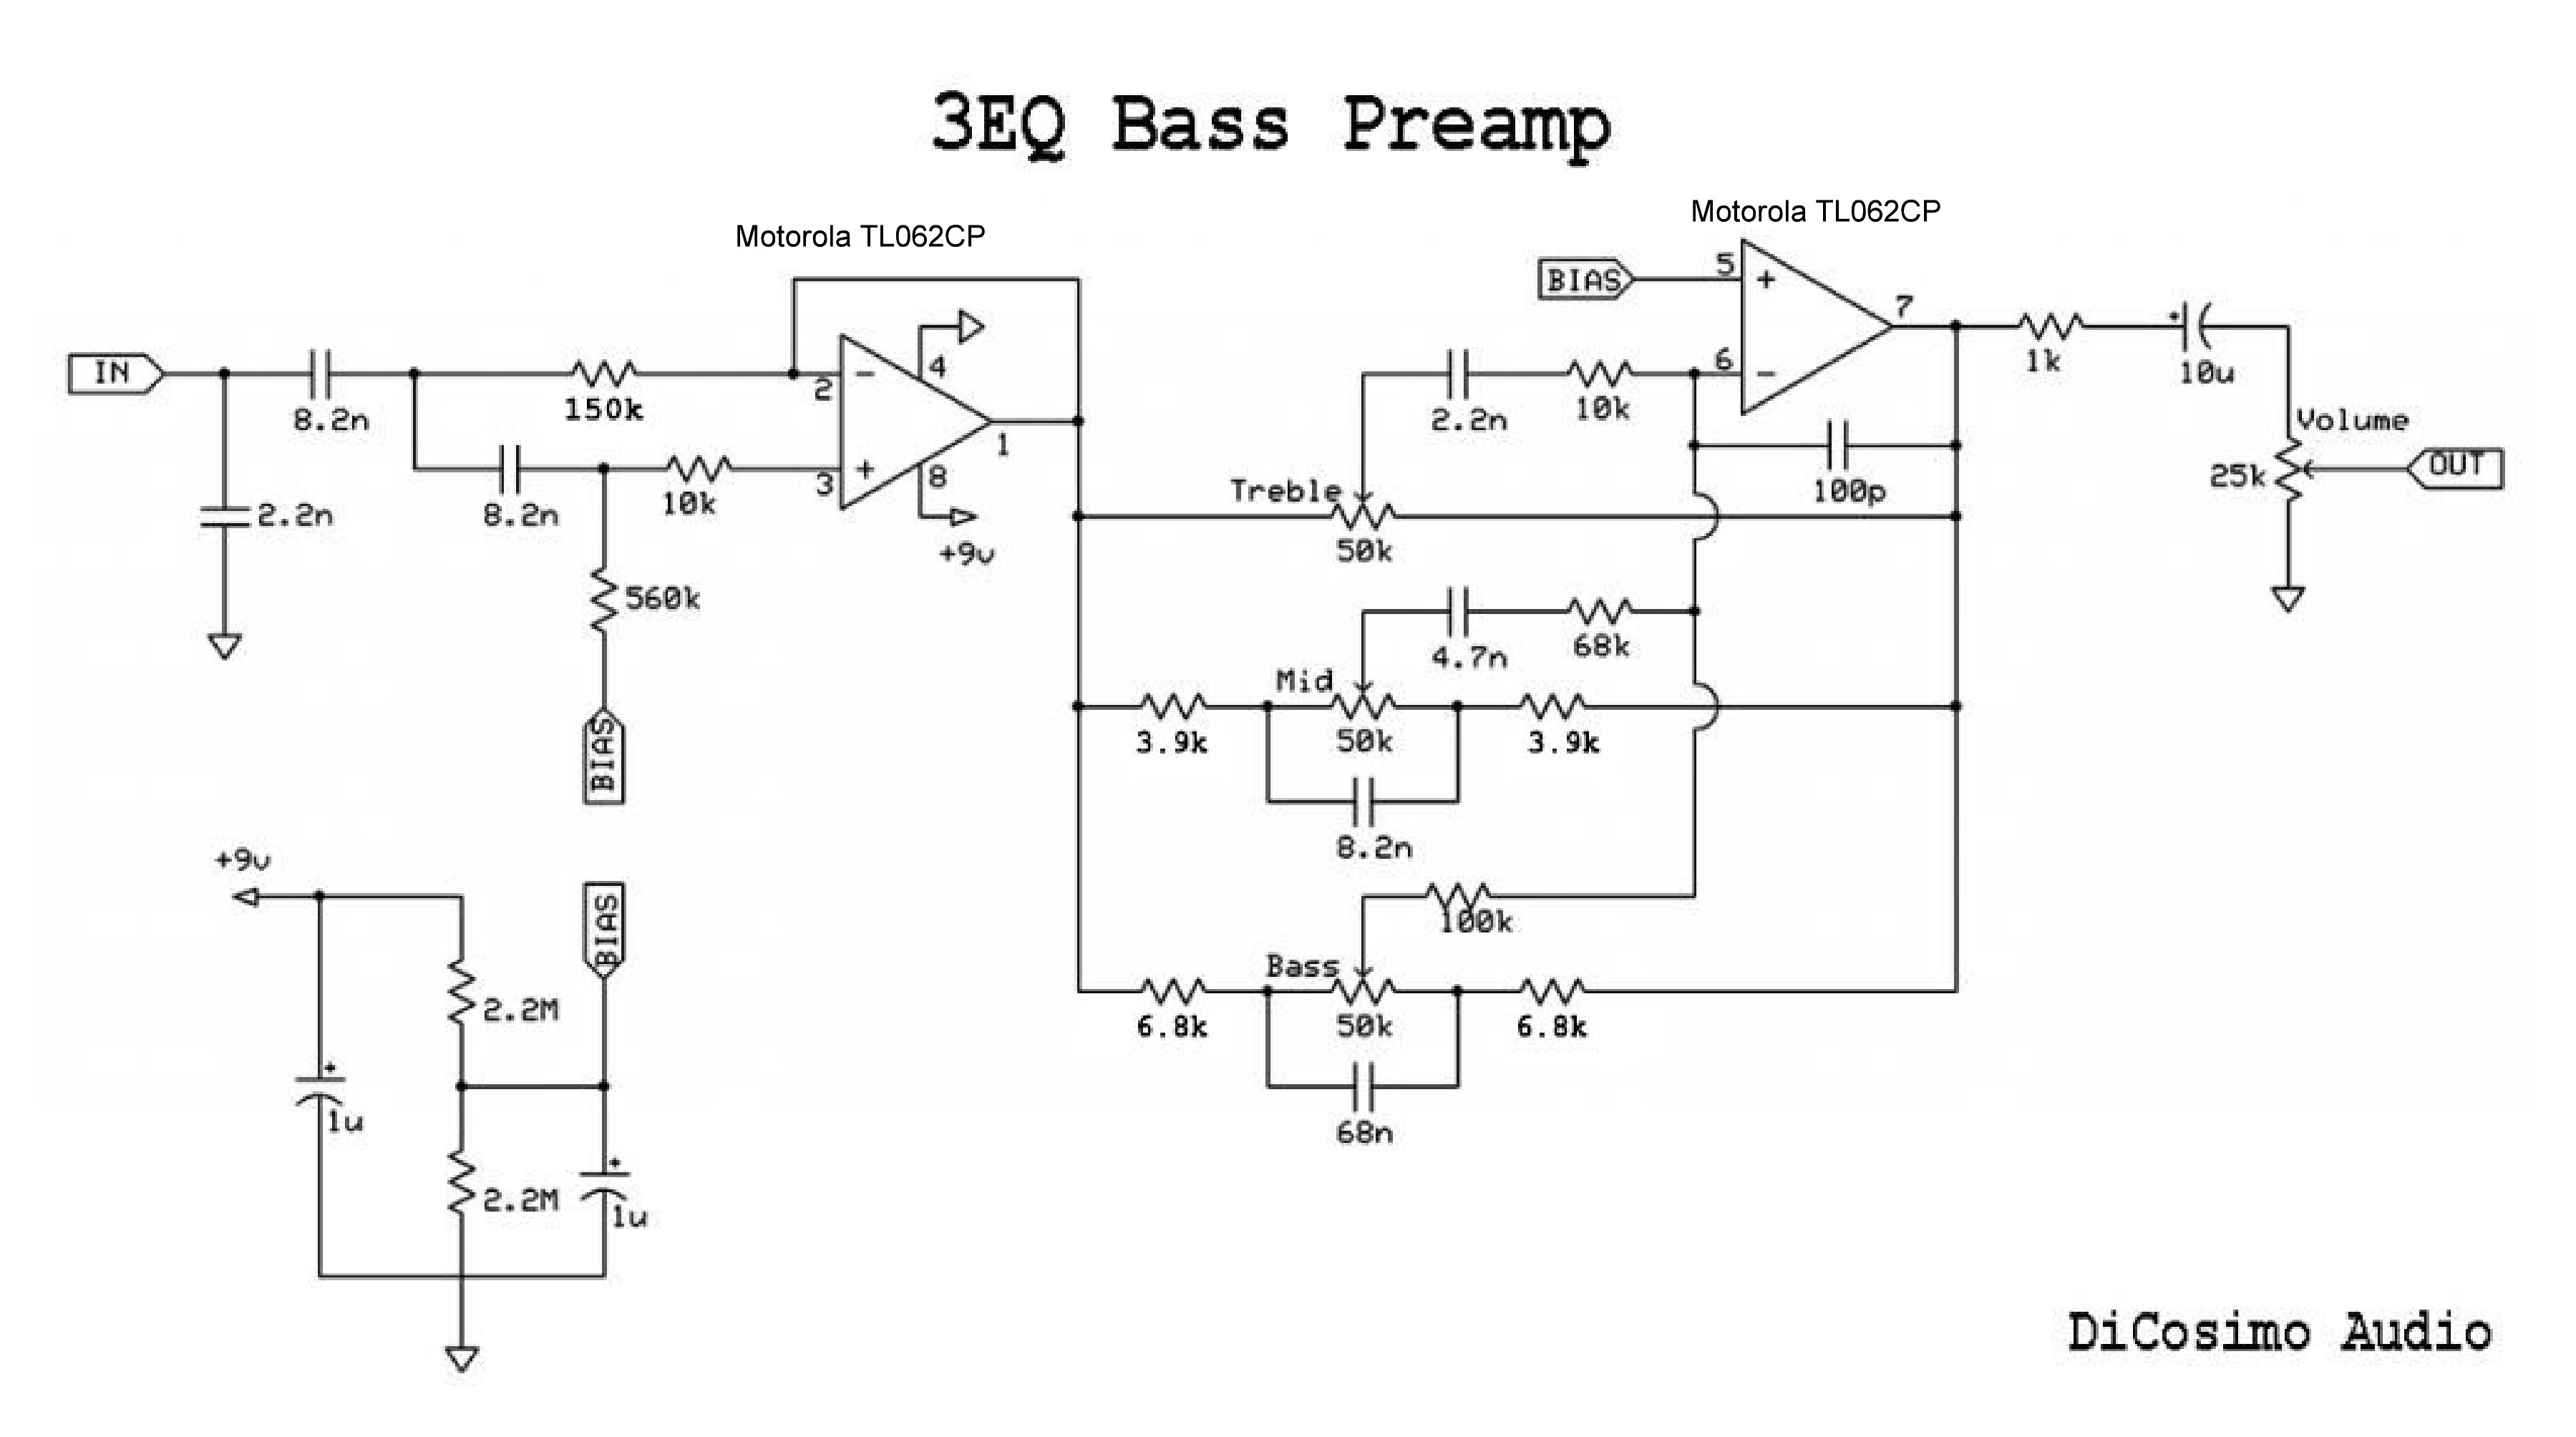 3EQ Bass Preamp
Motorola TL062CP
Motorola TL062CP
IN
8.2n
150k
2
4
1
3
8
+9v
2.2n
8.2n
10k
560k
BIAS
BIAS
5
6
7
2.2n
10k
100p
1k
10u
Volume
25k
OUT
Treble
50k
4.7n
68k
Mid
3.9k
50k
3.9k
8.2n
100k
Bass
6.8k
50k
6.8k
68n
+9v
BIAS
2.2M
1u
2.2M
1u
DiCosimo Audio